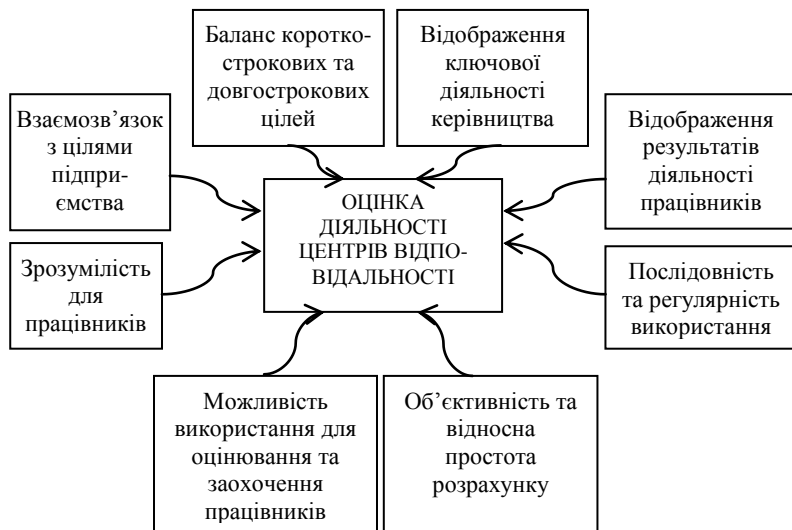 Баланс коротко-
строкових та
довгострокових
цілей
Відображення
ключової
діяльності
керівництва
Взаємозв’язок
з цілями
підпри-
ємства
Відображення
результатів
діяльності
працівників
ОЦІНКА
ДІЯЛЬНОСТІ
ЦЕНТРІВ ВІДПО-
ВІДАЛЬНОСТІ
Зрозумілість
для
працівників
Послідовність
та регулярність
використання
Можливість
використання для
оцінювання та
заохочення
працівників
Об’єктивність та
відносна
простота
розрахунку